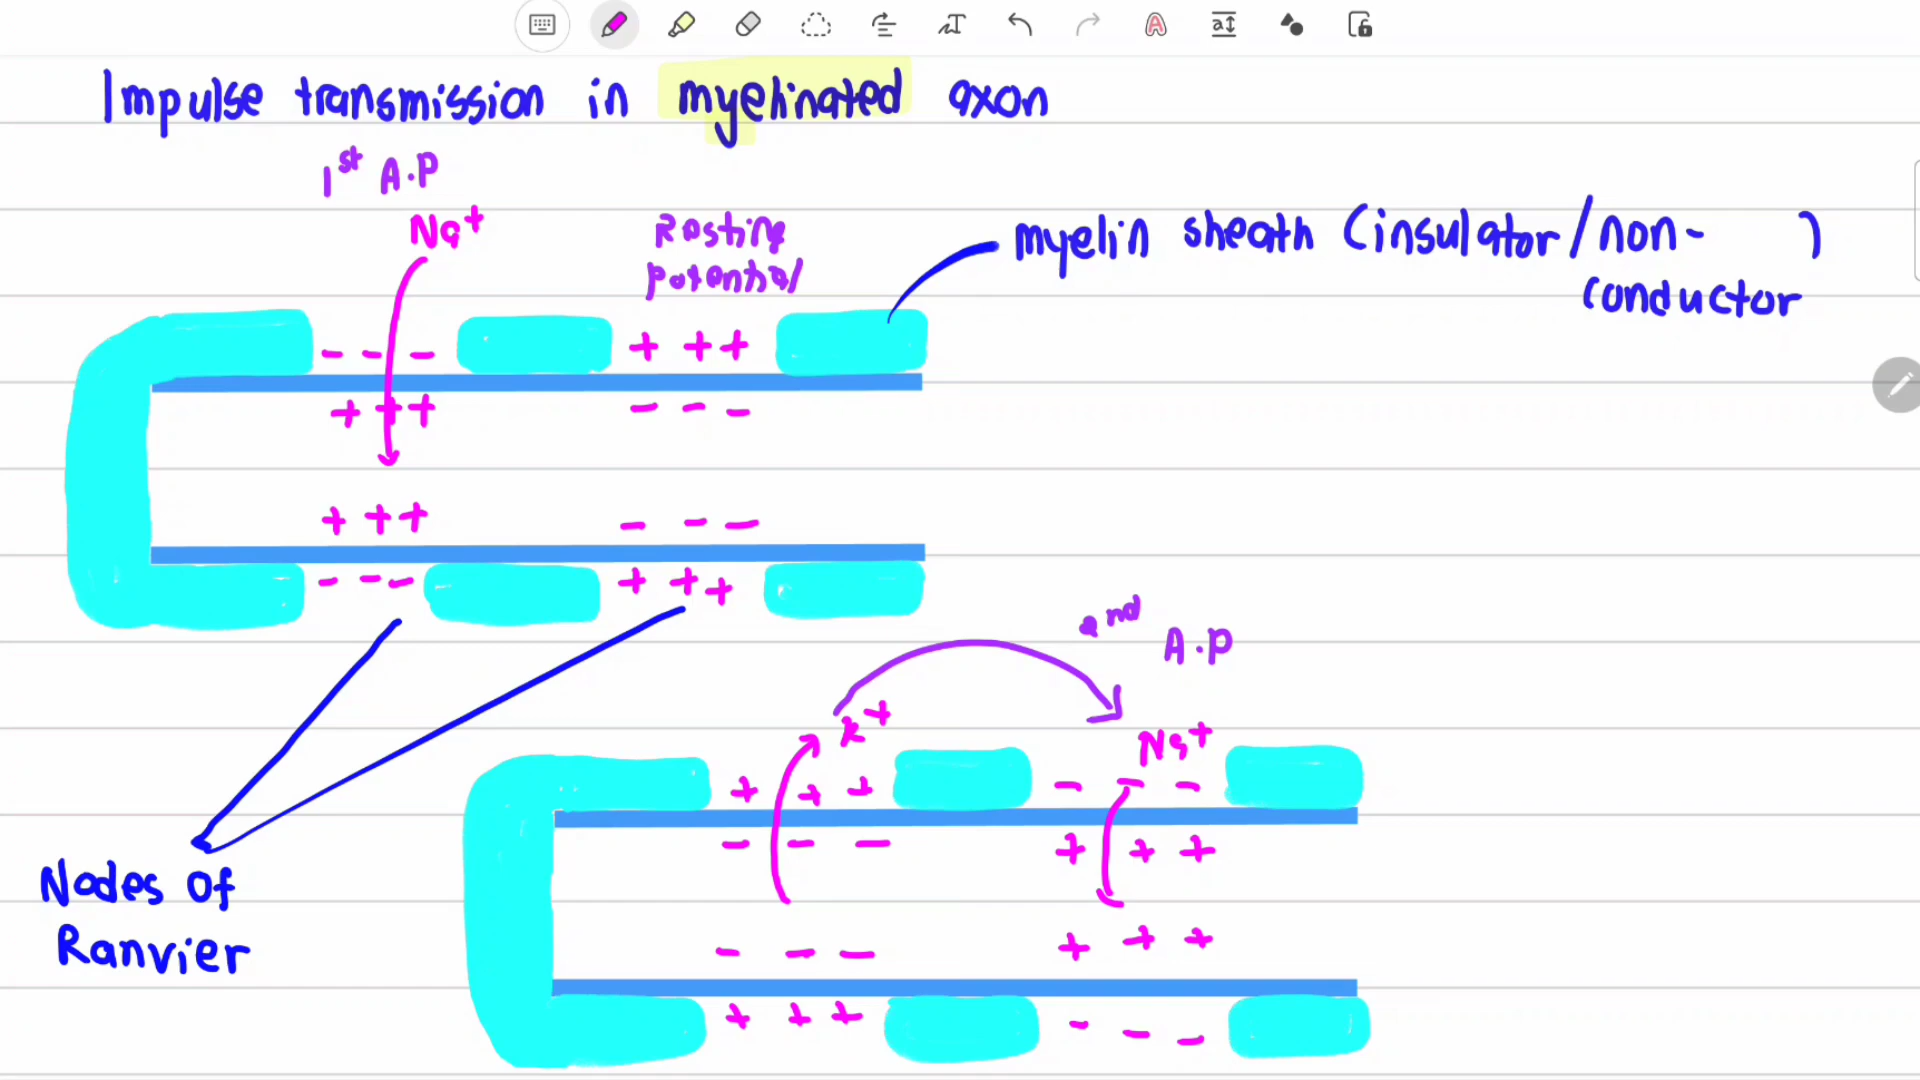 Impulse transmission in myelinated axon
1st A.P
Na+
Resting
potential
myelin sheath (insulator/non-
conductor)
- - - + + +
+ + + - - -
+ + + - - -
- - - + + +
2nd
A.P
K+
Na+
+ + + - - -
- - - + + +
Nodes of
Ranvier
- - - + + +
+ + + - - -